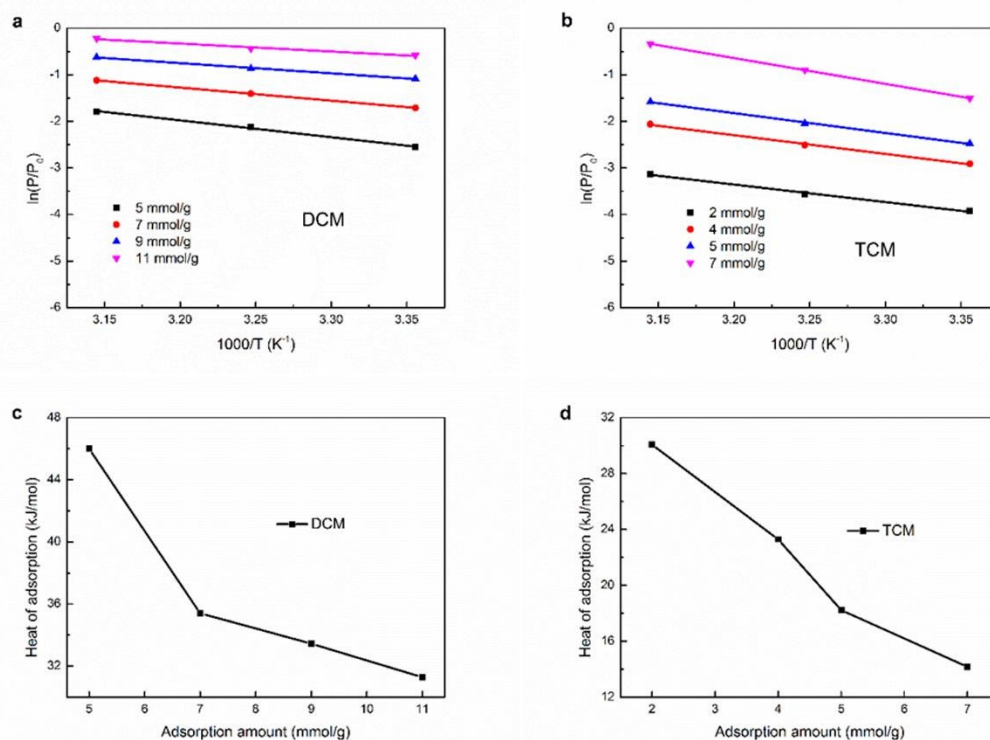 a
0
-1
-2
-3
-4
-5
-6
ln(P/P₀)
5 mmol/g
7 mmol/g
9 mmol/g
11 mmol/g
DCM
3.15 3.20 3.25 3.30 3.35
1000/T (K⁻¹)
b
0
-1
-2
-3
-4
-5
-6
ln(P/P₀)
2 mmol/g
4 mmol/g
5 mmol/g
7 mmol/g
TCM
3.15 3.20 3.25 3.30 3.35
1000/T (K⁻¹)
c
48
44
40
36
32
Heat of adsorption (kJ/mol)
DCM
5 6 7 8 9 10 11
Adsorption amount (mmol/g)
d
32
28
24
20
16
12
Heat of adsorption (kJ/mol)
TCM
2 3 4 5 6 7
Adsorption amount (mmol/g)